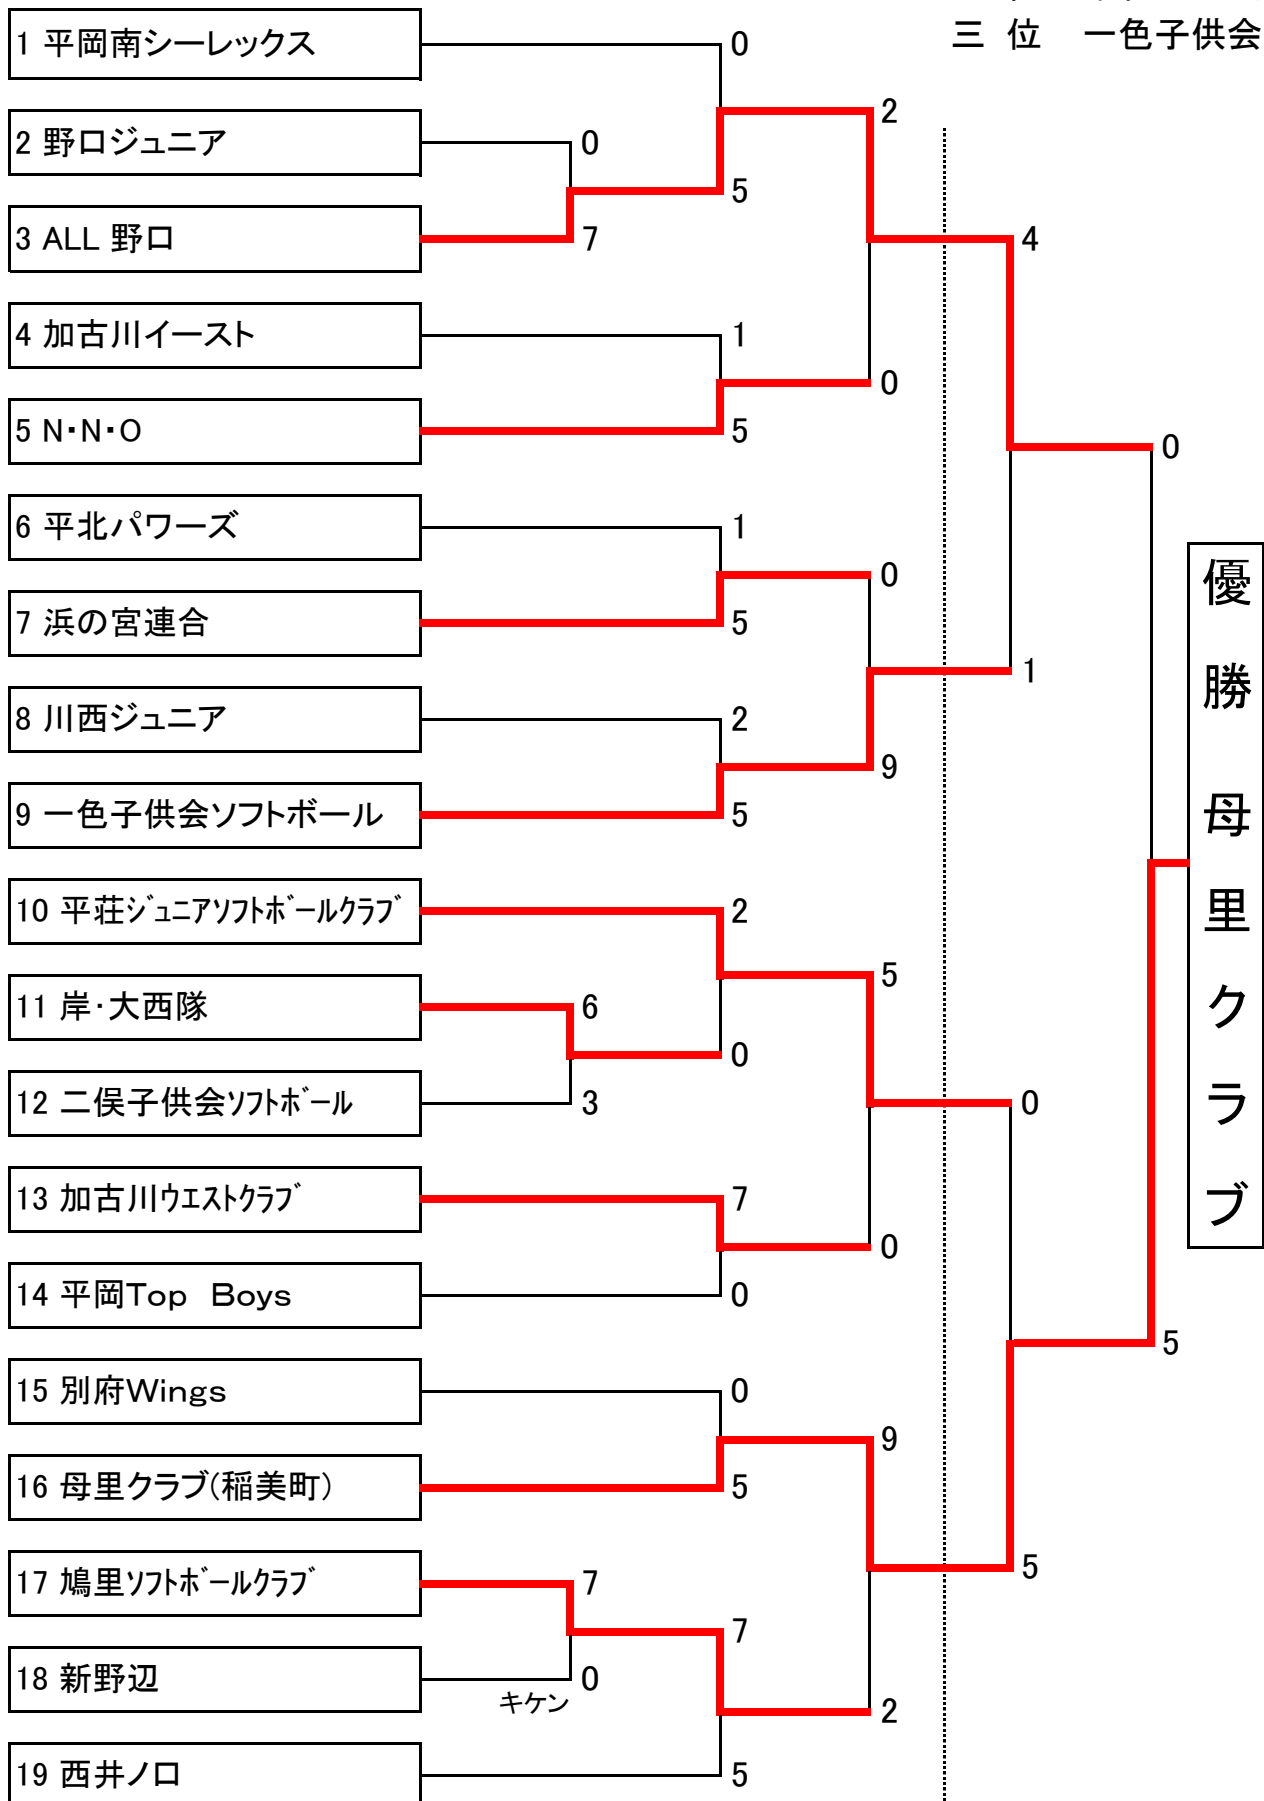 三 位 一色子供会
1 平岡南シーレックス
0
2
2 野口ジュニア
0
5
3 ALL 野口
7
4
4 加古川イースト
1
0
5 N・N・O
5
0
6 平北パワーズ
1
0
7 浜の宮連合
5
1
8 川西ジュニア
2
9
9 一色子供会ソフトボール
5
10 平荘ｼﾞｭﾆｱｿﾌﾄﾎﾞｰﾙｸﾗﾌﾞ
2
5
11 岸・大西隊
6
0
12 二俣子供会ｿﾌﾄﾎﾞｰﾙ
3
0
13 加古川ｳｴｽﾄｸﾗﾌﾞ
7
0
14 平岡Top Boys
0
5
15 別府Wings
0
9
16 母里クラブ(稲美町)
5
17 鳩里ｿﾌﾄﾎﾞｰﾙｸﾗﾌﾞ
7
5
7
18 新野辺
0
キケン
2
19 西井ノ口
5
優勝 母里クラブ